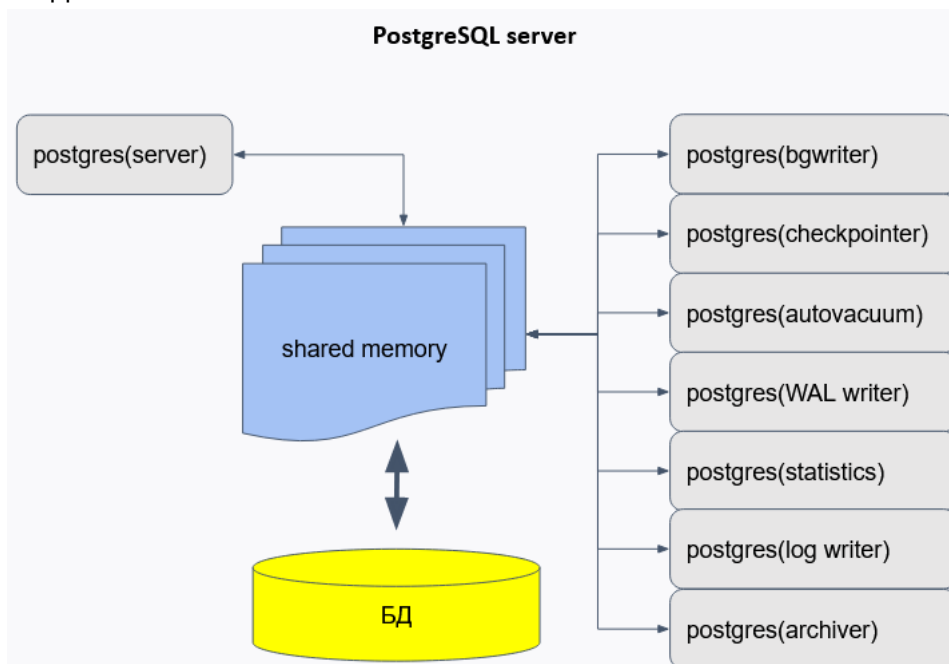 PostgreSQL server
postgres(server)
postgres(bgwriter)
postgres(checkpointer)
postgres(autovacuum)
shared memory
postgres(WAL writer)
postgres(statistics)
postgres(log writer)
БД
postgres(archiver)